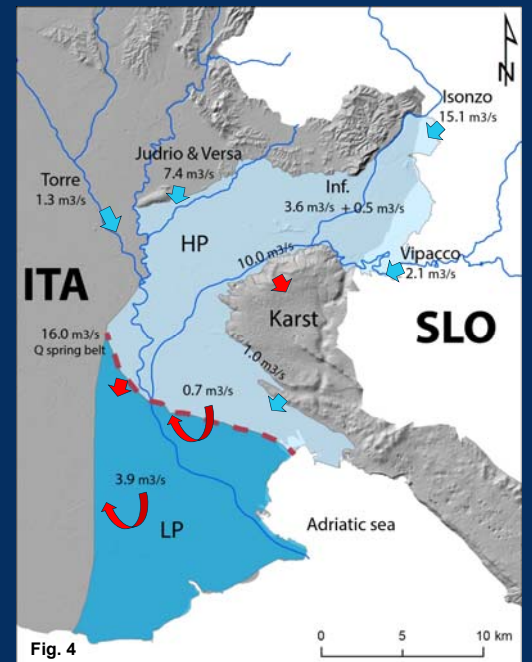 N
Isonzo
15.1 m3/s
Judrio & Versa
7.4 m3/s
Torre
1.3 m3/s
Inf.
3.6 m3/s + 0.5 m3/s
HP
10.0 m3/s
Vipacco
2.1 m3/s
ITA
Karst
SLO
16.0 m3/s
Q spring belt
1.0 m3/s
0.7 m3/s
3.9 m3/s
LP
Adriatic sea
Fig. 4
0 5 10 km